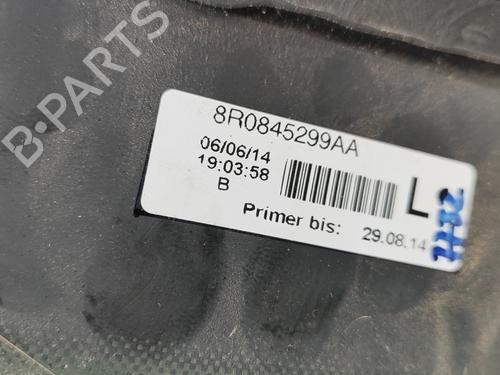 B-PARTS
8R0845299AA
06/06/14
19:03:58
B
L
Primer bis: 29.08.14